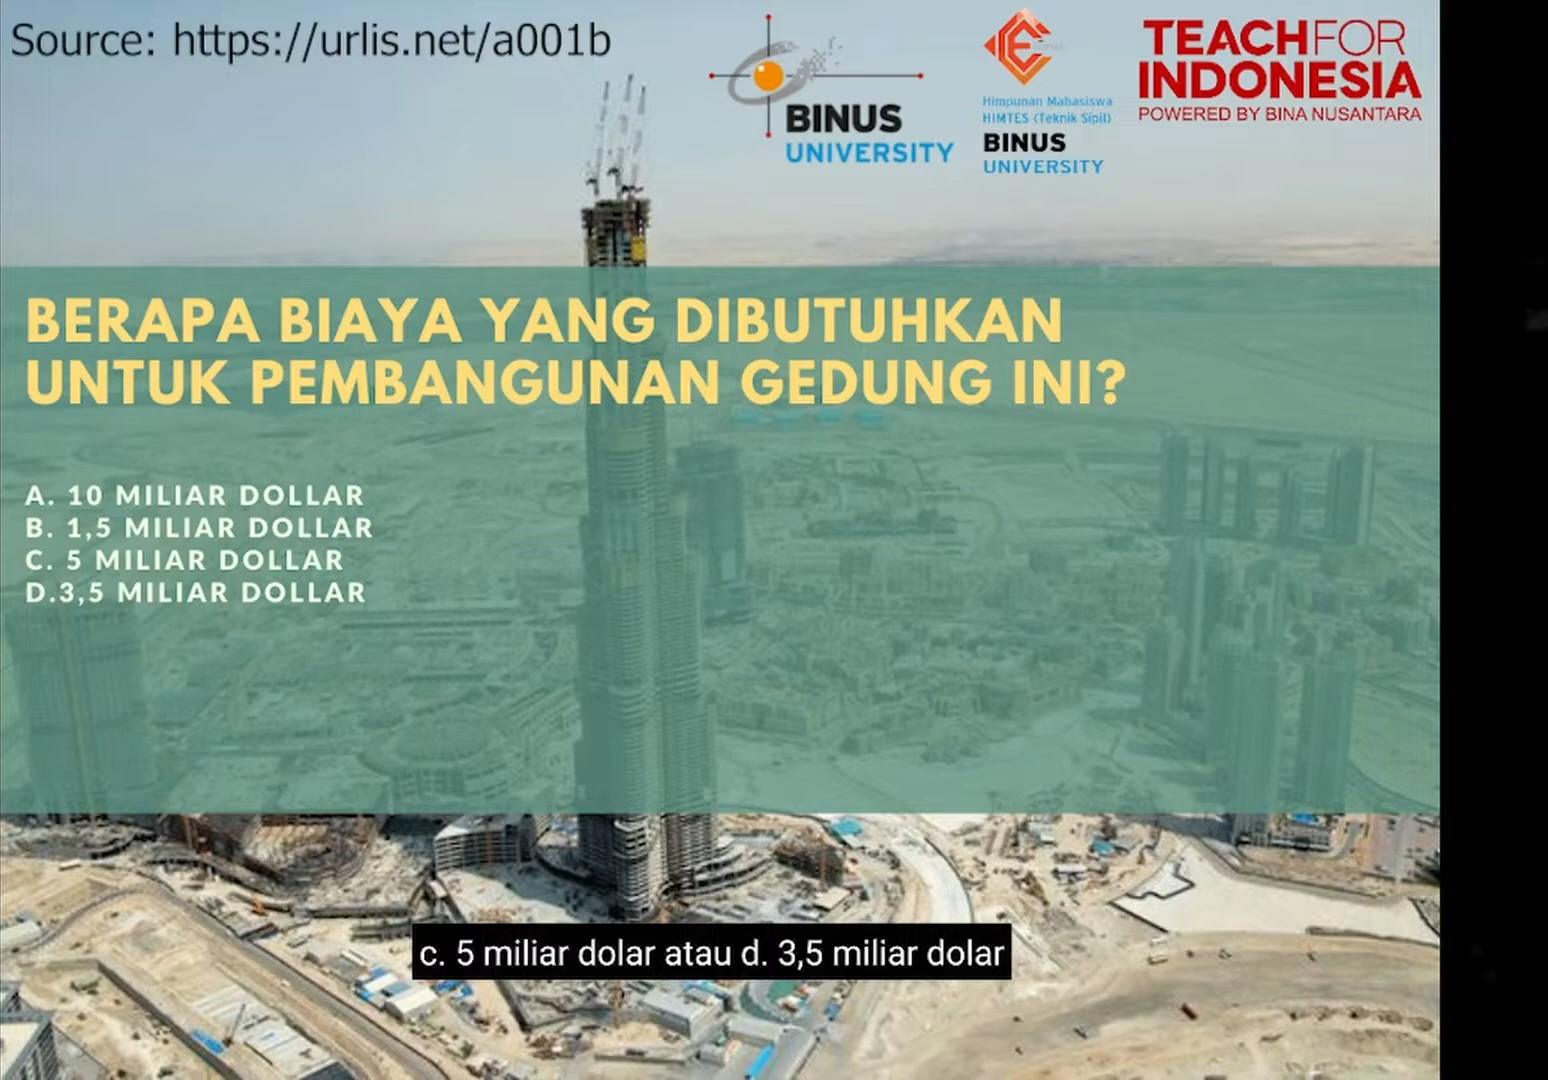 Source: https://urlis.net/a001b
BINUS
UNIVERSITY
Himpunan Mahasiswa
HIMTES (Teknik Sipil)
BINUS
UNIVERSITY
TEACHFOR
INDONESIA
POWERED BY BINA NUSANTARA
BERAPA BIAYA YANG DIBUTUHKAN
UNTUK PEMBANGUNAN GEDUNG INI?
A. 10 MILIAR DOLLAR
B. 1,5 MILIAR DOLLAR
C. 5 MILIAR DOLLAR
D.3,5 MILIAR DOLLAR
c. 5 miliar dolar atau d. 3,5 miliar dolar